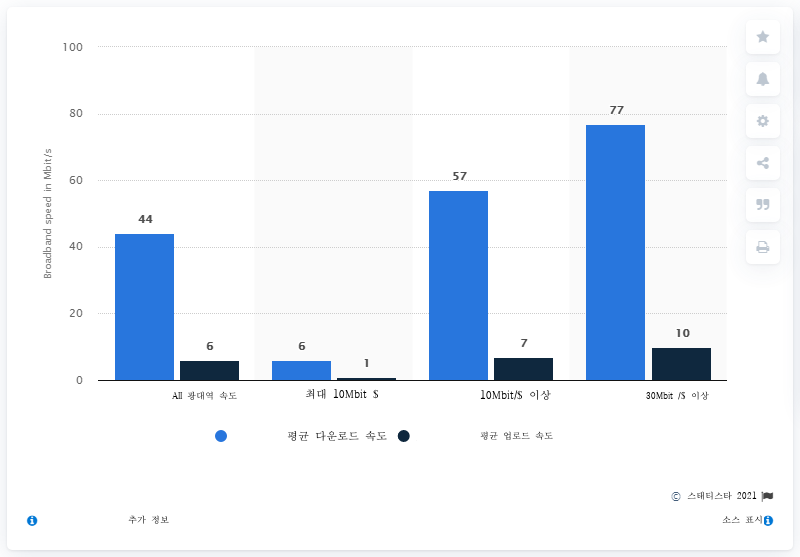 100
80
60
40
20
0
Broadband speed in Mbit/s
44
6
6
1
57
7
77
10
All 광대역 속도
최대 10Mbit $
10Mbit/$ 이상
30Mbit /$ 이상
평균 다운로드 속도
평균 업로드 속도
© 스태티스타 2021
추가 정보
소스 표시